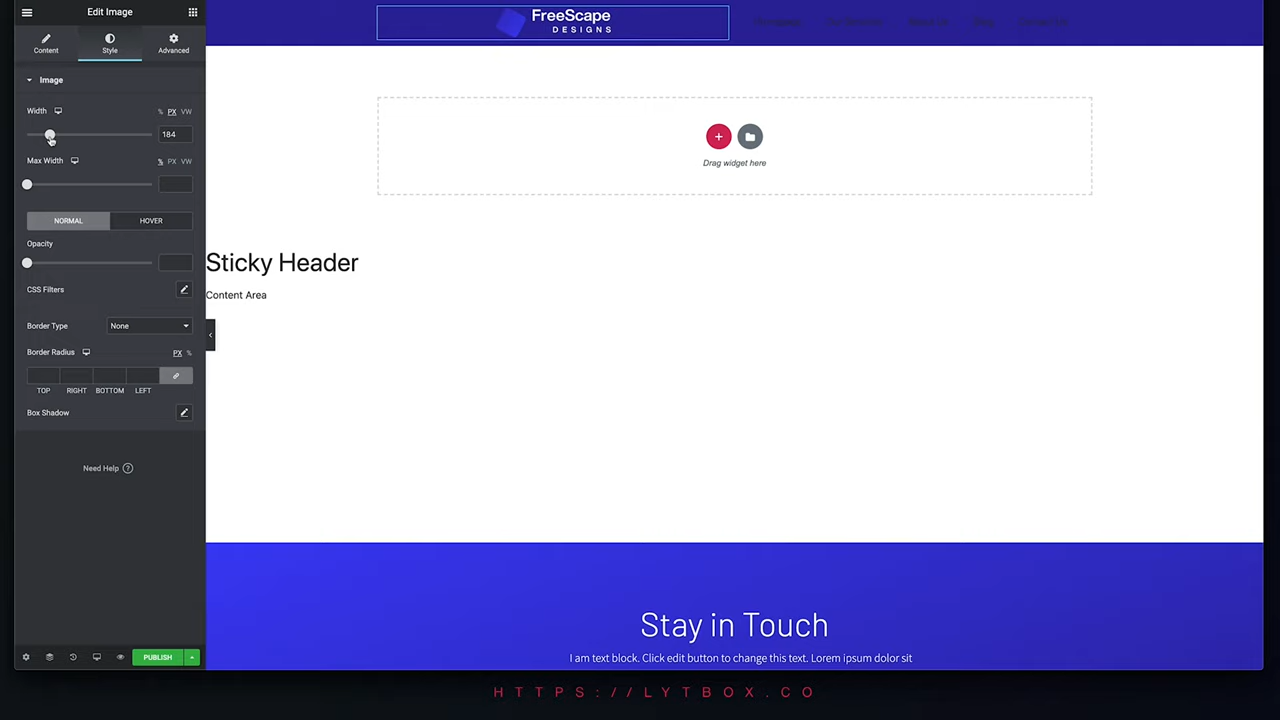 Edit Image
FreeScape
DESIGNS
Content
Style
Advanced
Image
Width
% PX VW
184
Max Width
% PX VW
Drag widget here
NORMAL
HOVER
Opacity
Sticky Header
CSS Filters
Content Area
Border Type
None
Border Radius
PX %
TOP RIGHT BOTTOM LEFT
Box Shadow
Need Help ?
Stay in Touch
PUBLISH
I am text block. Click edit button to change this text. Lorem ipsum dolor sit
HTTPS://LYTBOX.CO